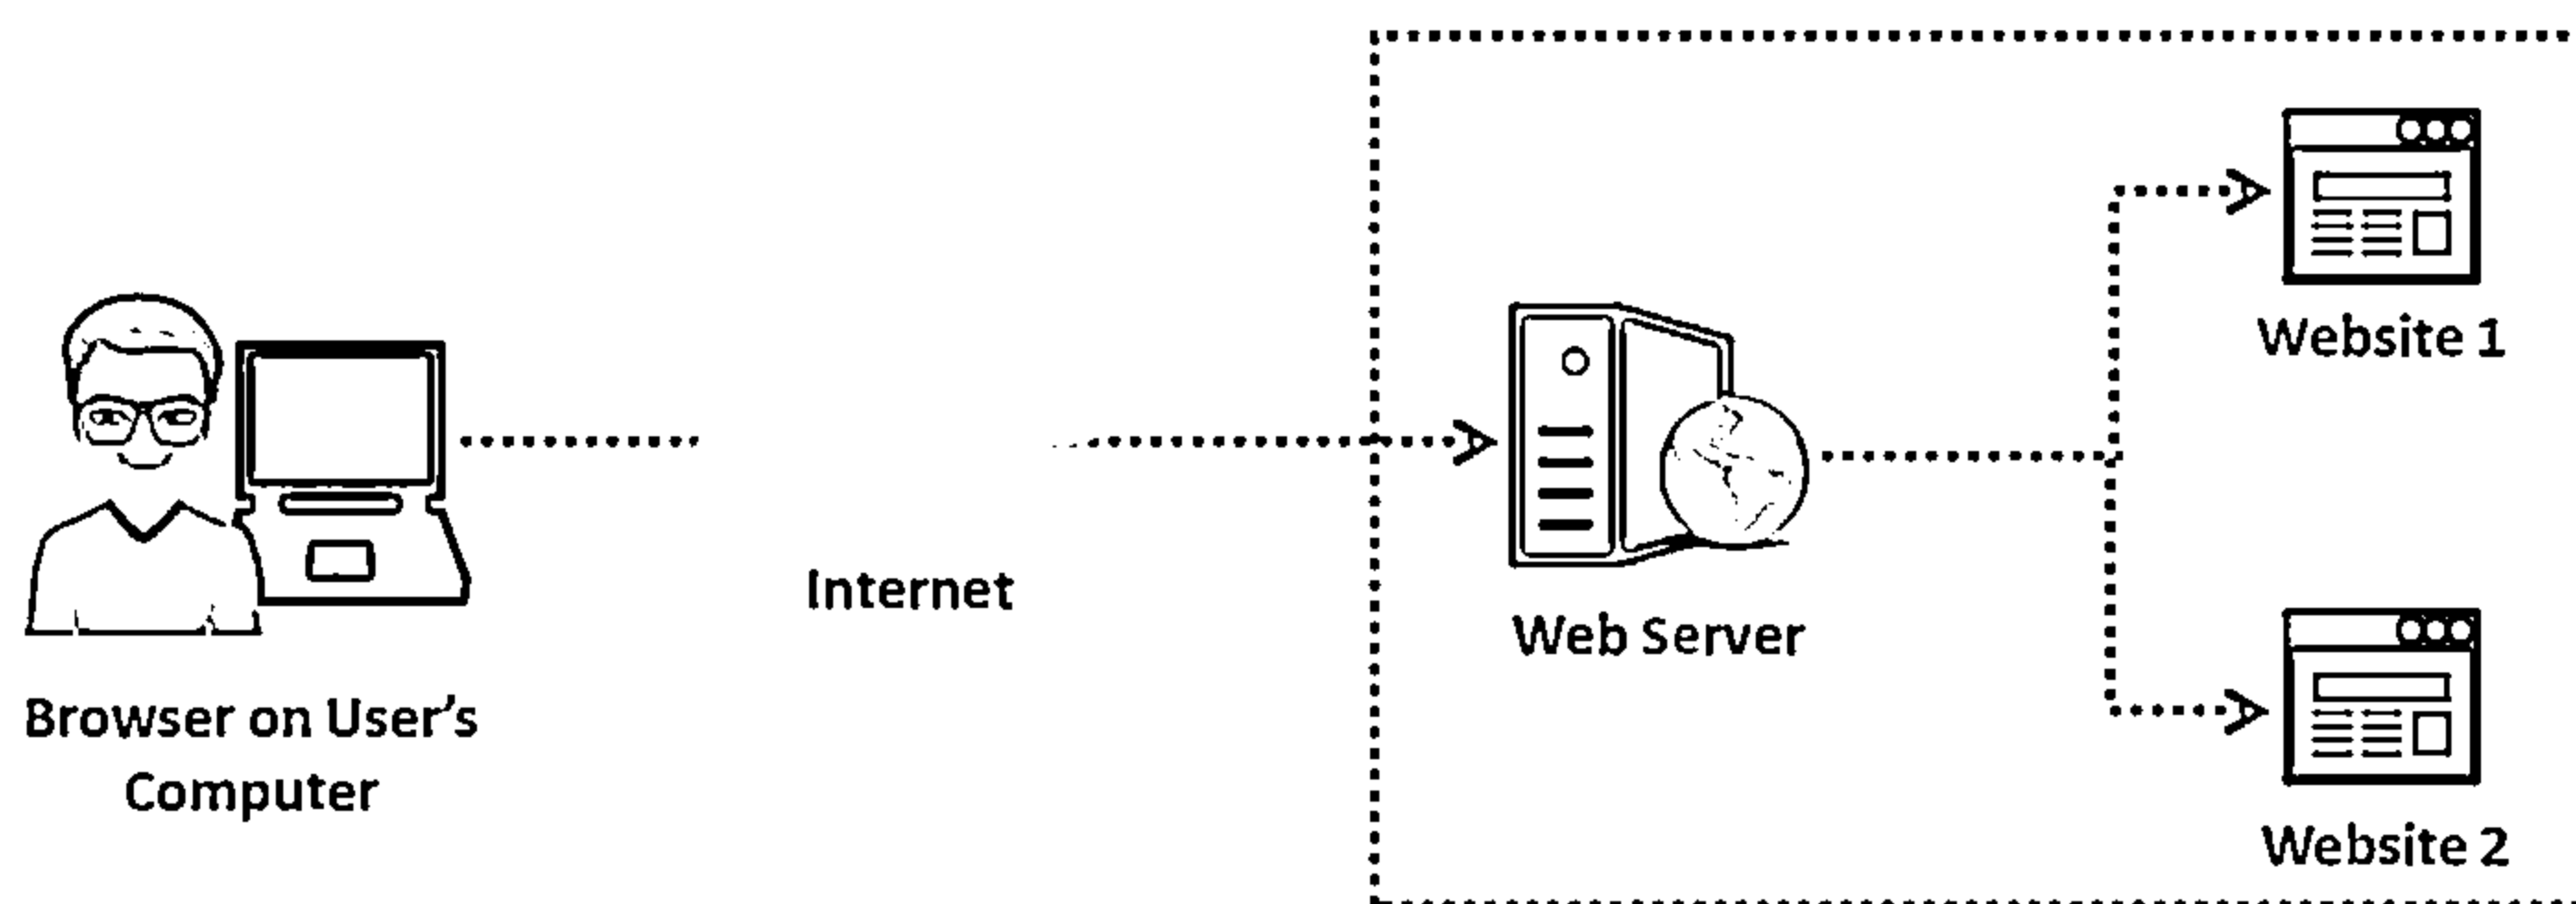 Website 1
Internet
Web Server
Browser on User’s
Computer
Website 2